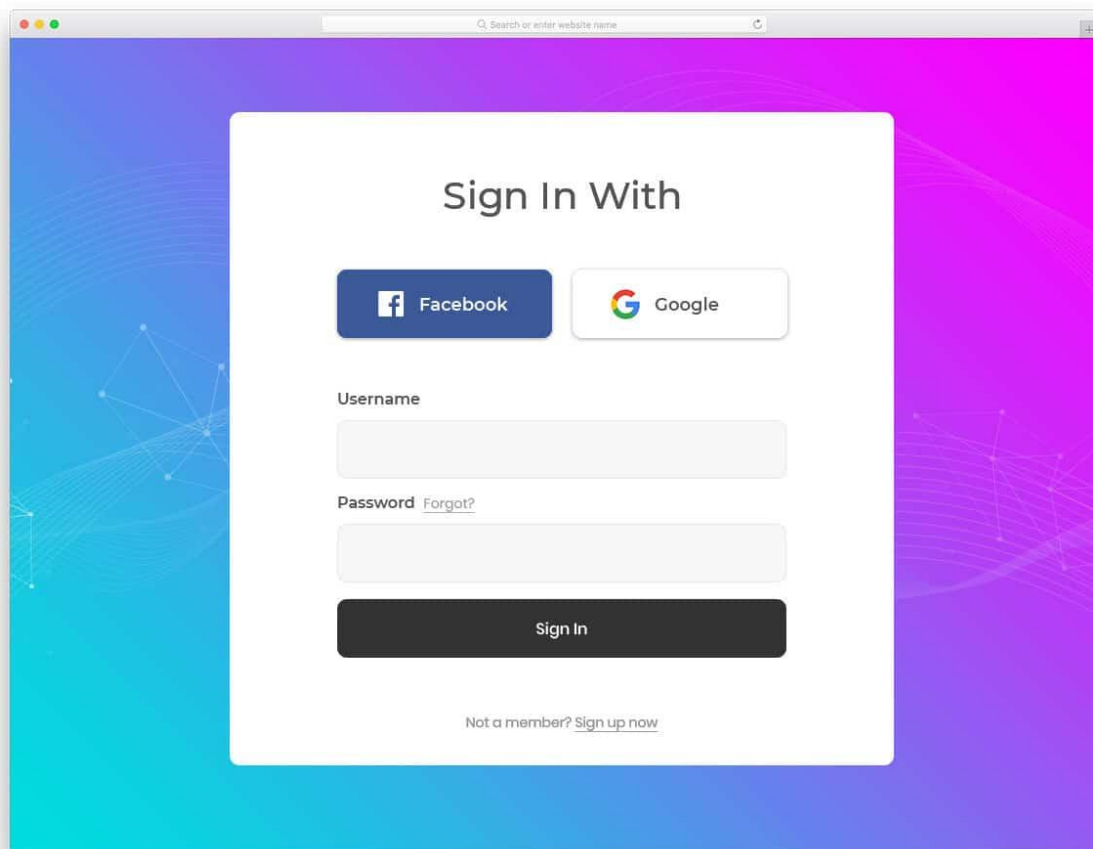 Search or enter website name
Sign In With
Facebook
Google
Username
Password Forgot?
Sign In
Not a member? Sign up now